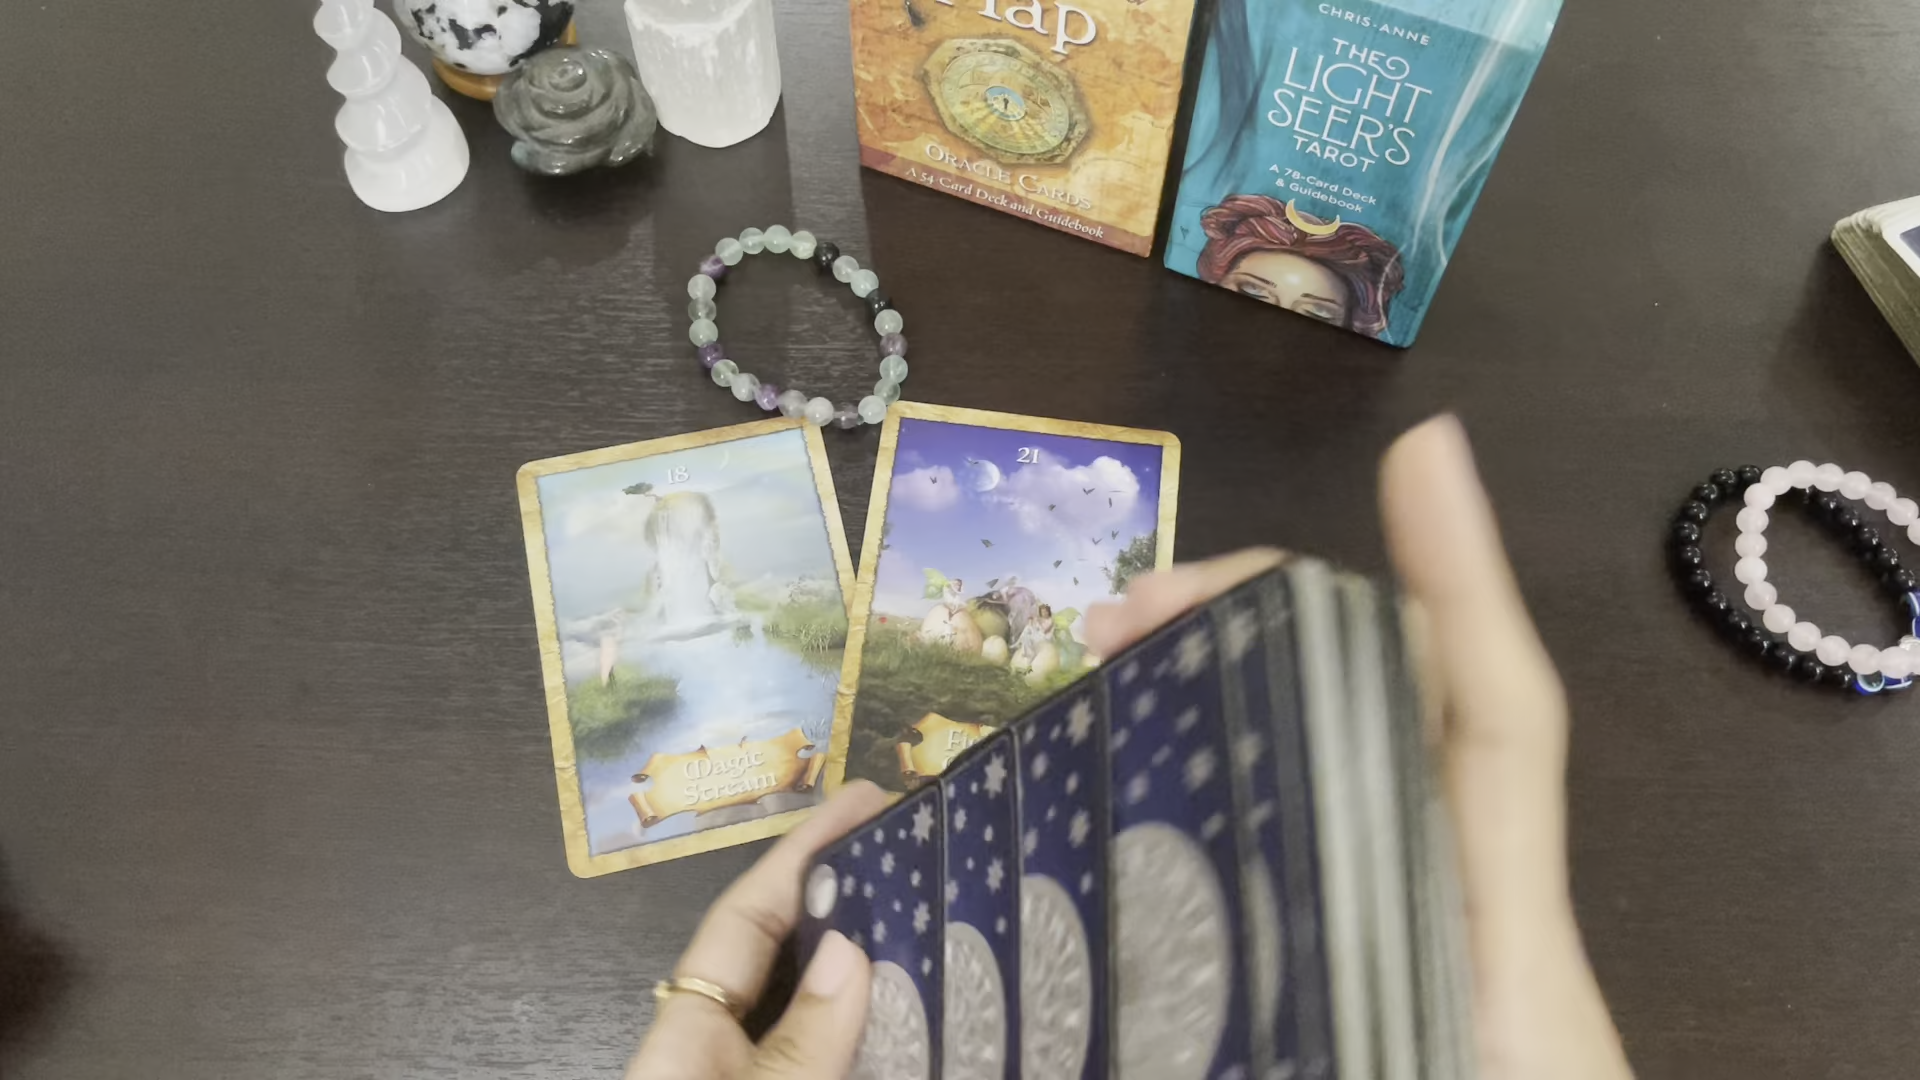 Map
ORACLE CARDS
A 54-Card Deck and Guidebook
CHRIS-ANNE
THE
LIGHT
SEER'S
TAROT
A 78-Card Deck
& Guidebook
18
Magic
Stream
21